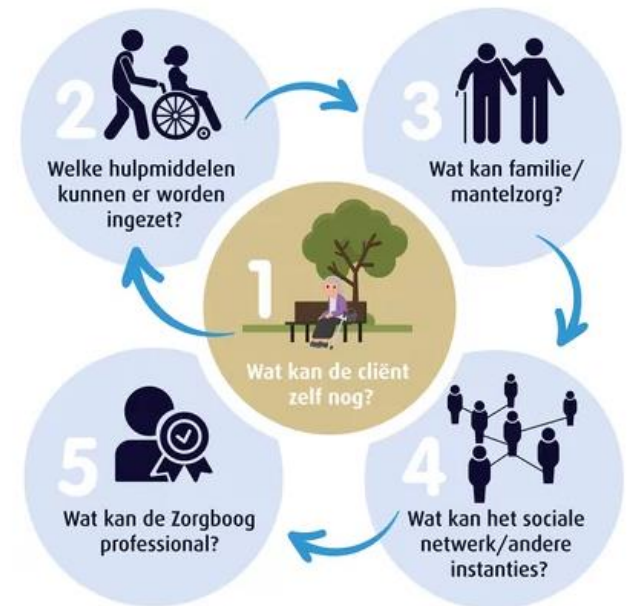 1
Wat kan de cliënt
zelf nog?
2
Welke hulpmiddelen
kunnen er worden
ingezet?
3
Wat kan familie/
mantelzorg?
4
Wat kan het sociale
netwerk/andere
instanties?
5
Wat kan de Zorgboog
professional?